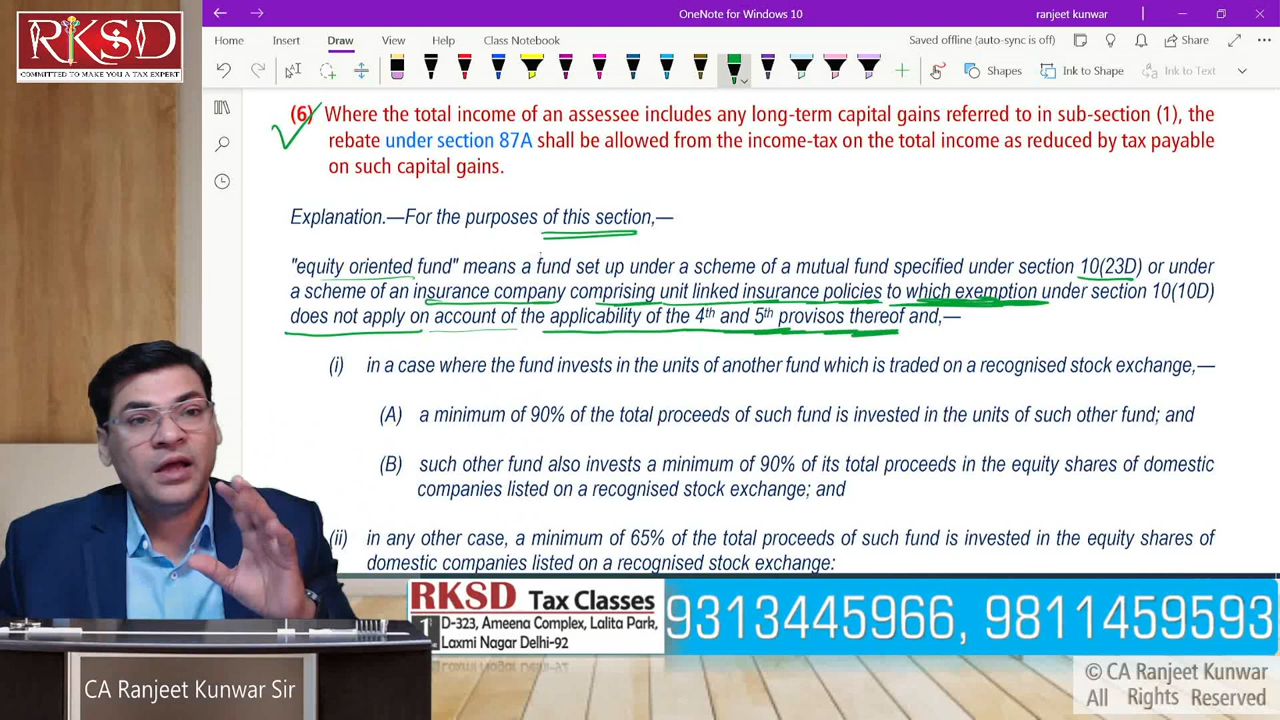 RKSD
COMMITTED TO MAKE YOU A TAX EXPERT
OneNote for Windows 10
ranjeet kunwar
Home Insert Draw View Help Class Notebook
Saved offline (auto-sync is off)
Share
Shapes
Ink to Shape
Ink to Text
(6) Where the total income of an assessee includes any long-term capital gains referred to in sub-section (1), the
rebate under section 87A shall be allowed from the income-tax on the total income as reduced by tax payable
on such capital gains.
Explanation.—For the purposes of this section,—
"equity oriented fund" means a fund set up under a scheme of a mutual fund specified under section 10(23D) or under
a scheme of an insurance company comprising unit linked insurance policies to which exemption under section 10(10D)
does not apply on account of the applicability of the 4th and 5th provisos thereof and,—
(i) in a case where the fund invests in the units of another fund which is traded on a recognised stock exchange,—
(A) a minimum of 90% of the total proceeds of such fund is invested in the units of such other fund; and
(B) such other fund also invests a minimum of 90% of its total proceeds in the equity shares of domestic
companies listed on a recognised stock exchange; and
(ii) in any other case, a minimum of 65% of the total proceeds of such fund is invested in the equity shares of
domestic companies listed on a recognised stock exchange:
RKSD Tax Classes
D-323, Ameena Complex, Lalita Park,
Laxmi Nagar Delhi-92
9313445966, 9811459593
CA Ranjeet Kunwar Sir
© CA Ranjeet Kunwar
All Rights Reserved